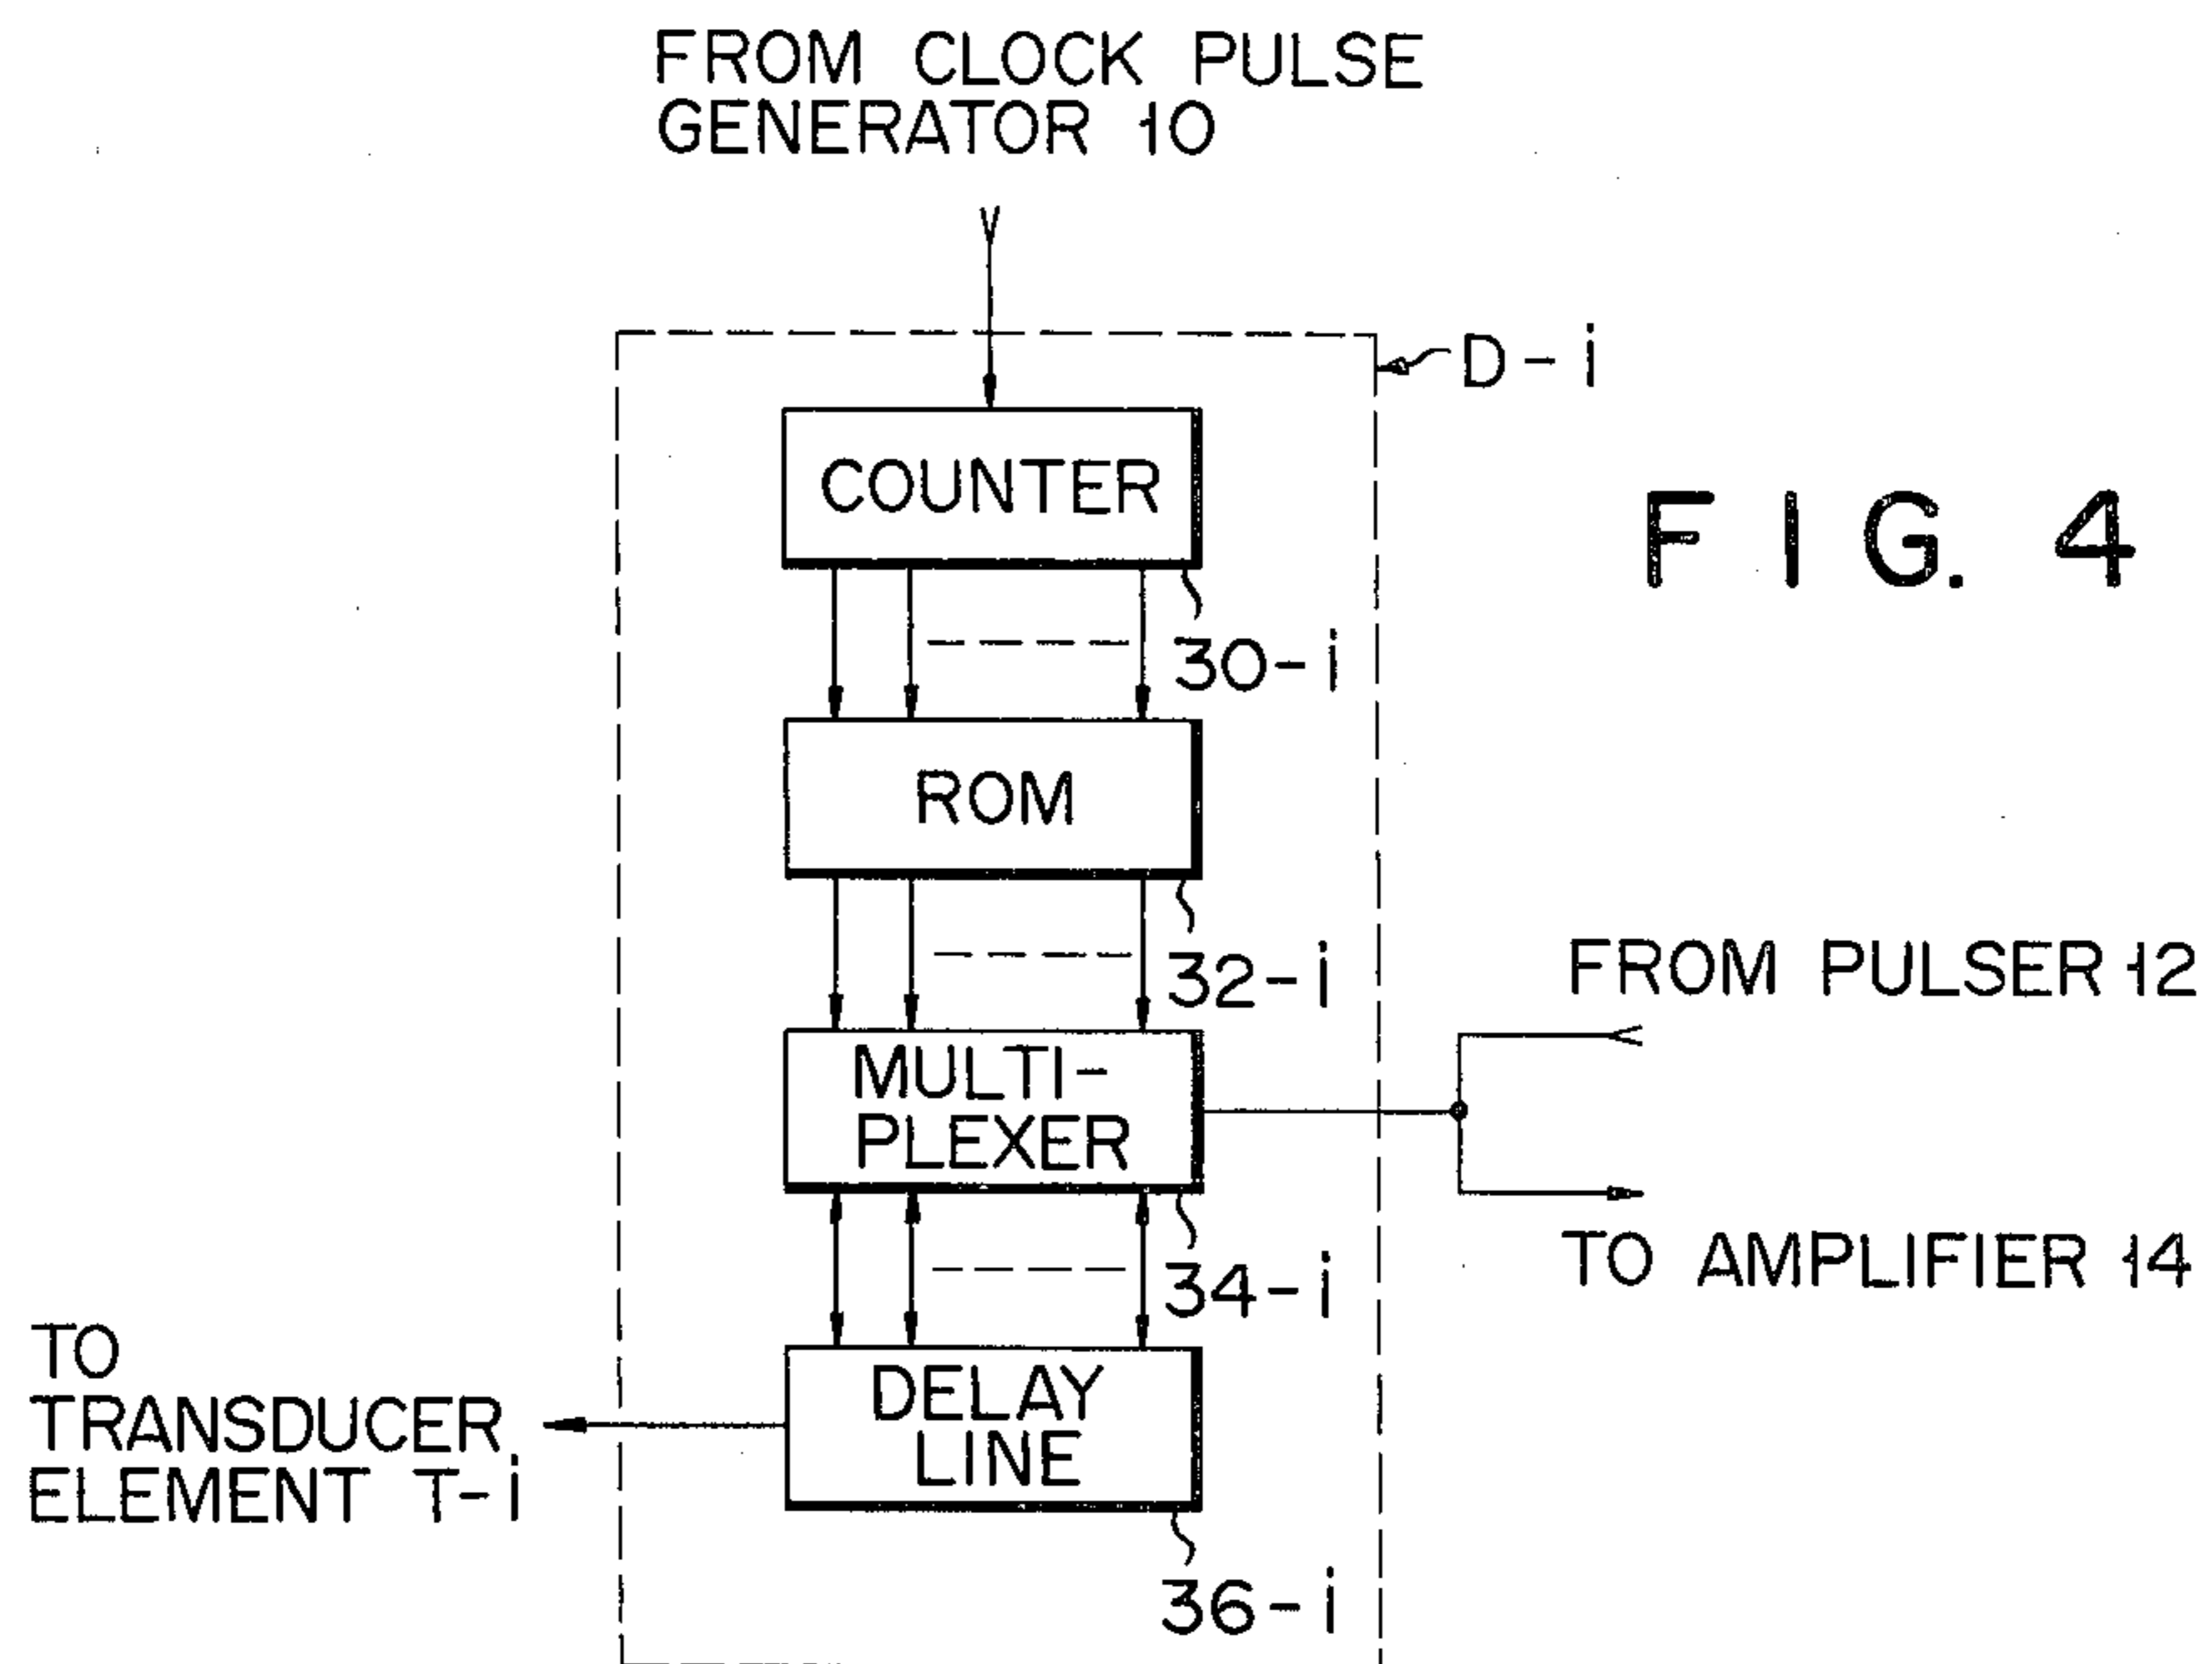 FROM CLOCK PULSE
GENERATOR 10
D-i
COUNTER
FIG. 4
30-i
ROM
32-i
FROM PULSER 12
MULTI-
PLEXER
34-i
TO AMPLIFIER 14
TO
TRANSDUCER
ELEMENT T-i
DELAY
LINE
36-i